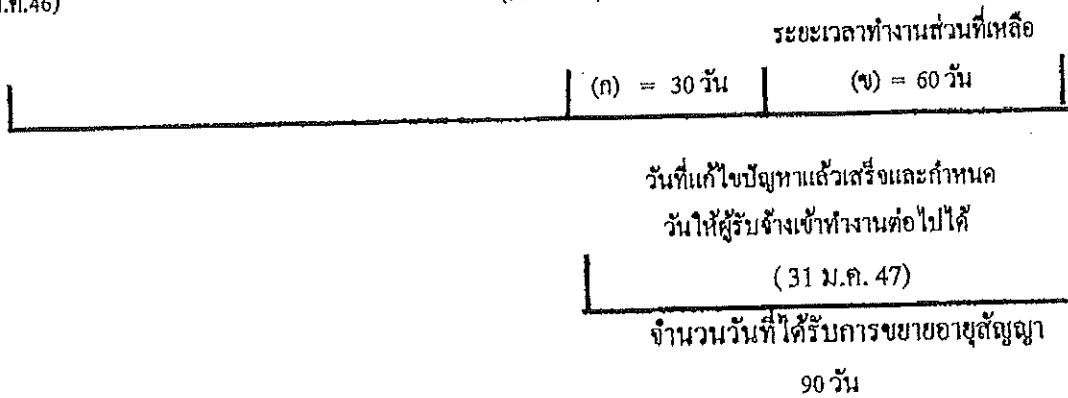 .ค.46)
ระยะเวลาทำงานส่วนที่เหลือ
(ก) = 30 วัน (ข) = 60 วัน
วันที่แก้ไขปัญหาแล้วเสร็จและกำหนด
วันให้ผู้รับจ้างเข้าทำงานต่อไปได้
( 31 ม.ค. 47)
จำนวนวันที่ได้รับการขยายอายุสัญญา
90 วัน